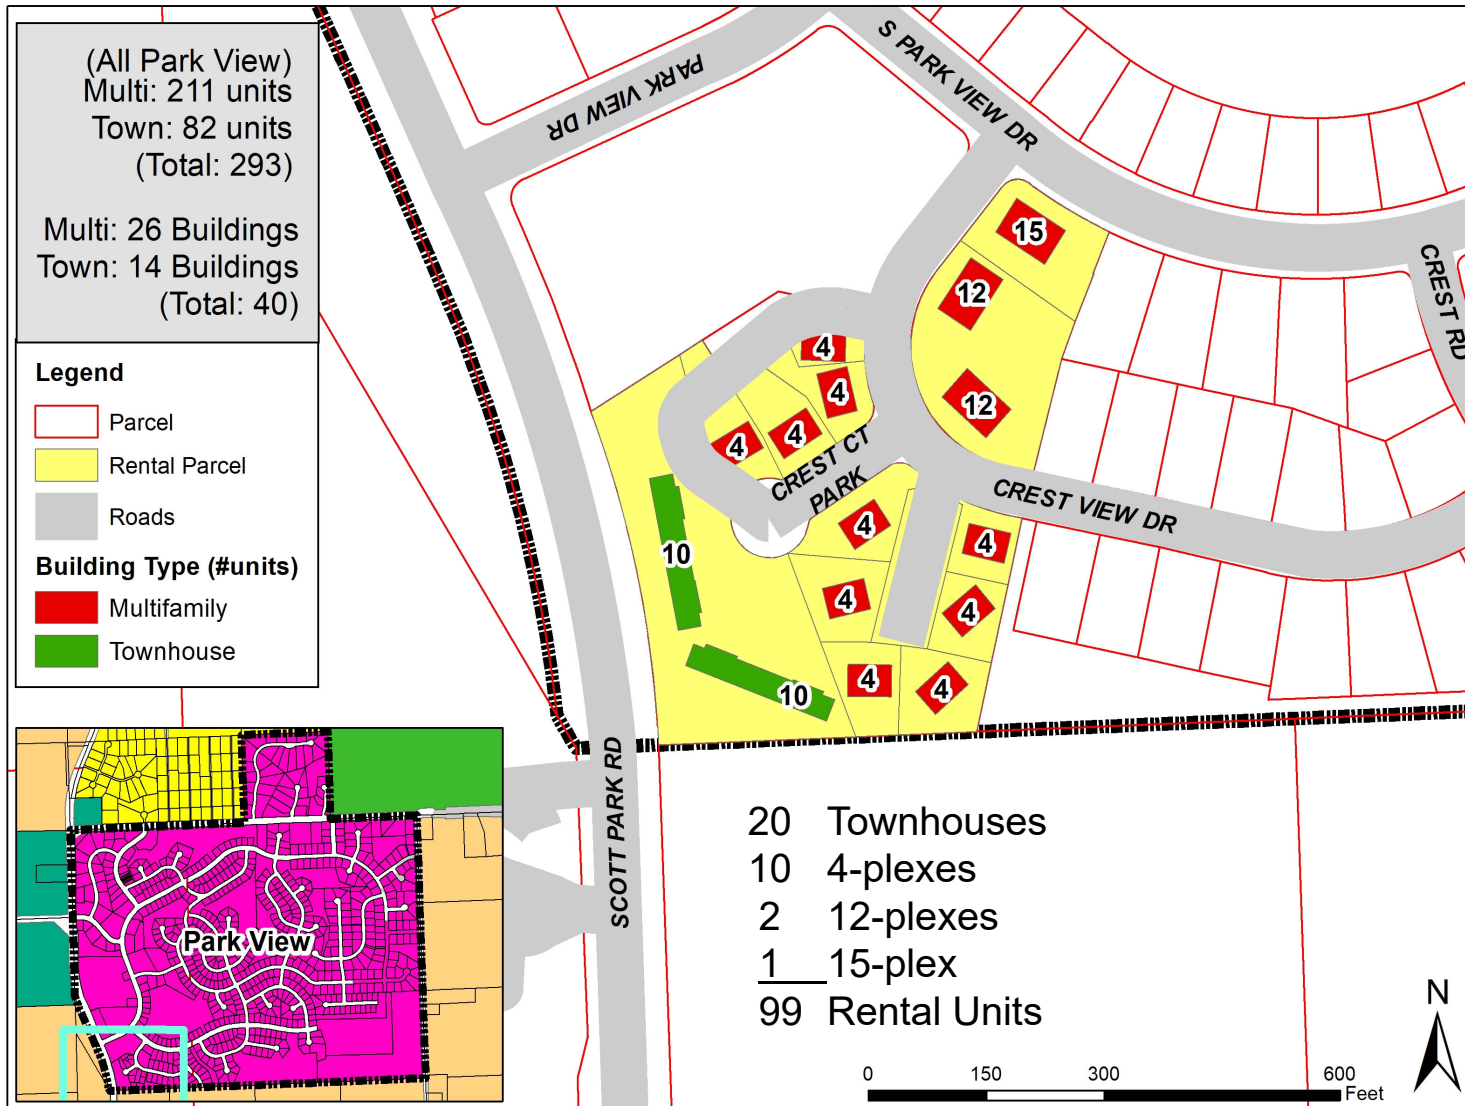 (All Park View)
Multi: 211 units
Town: 82 units
(Total: 293)
Multi: 26 Buildings
Town: 14 Buildings
(Total: 40)
Legend
Parcel
Rental Parcel
Roads
Building Type (#units)
Multifamily
Townhouse
PARK VIEW DR
S PARK VIEW DR
CREST RD
15
12
12
4
4
4
4
CREST CT
PARK
CREST VIEW DR
4
4
4
4
4
4
10
10
SCOTT PARK RD
Park View
20 Townhouses
10 4-plexes
2 12-plexes
1 15-plex
99 Rental Units
N
0 150 300 600
Feet